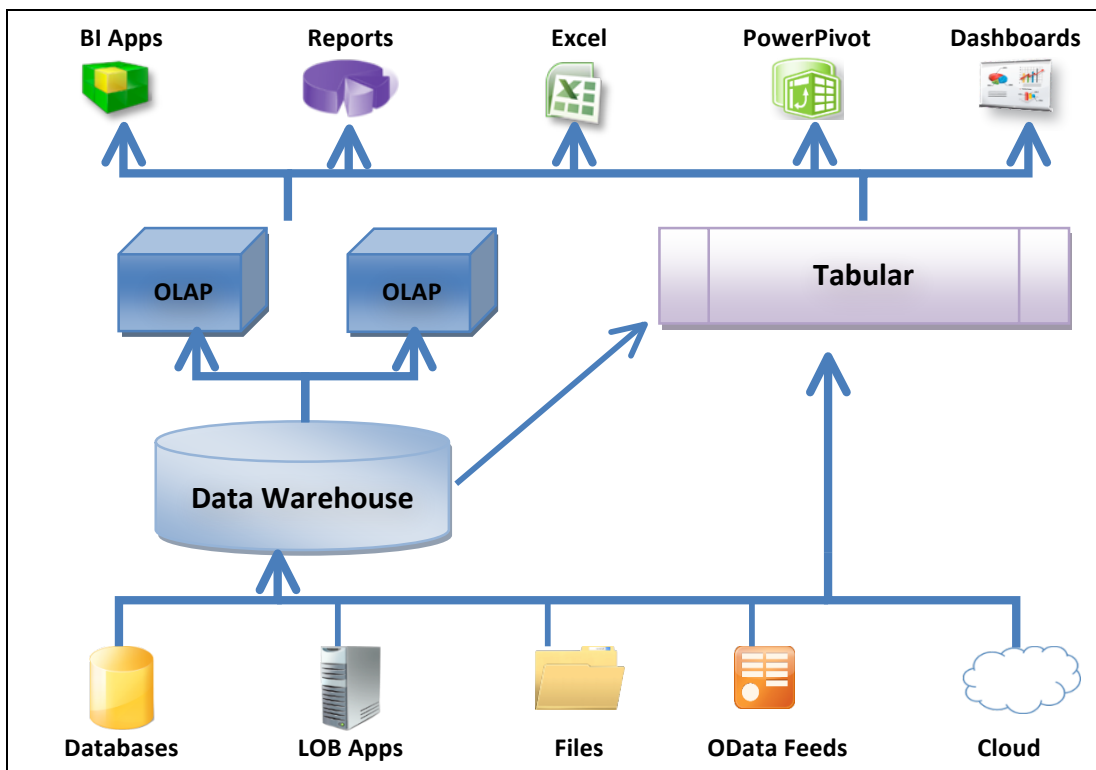 BI Apps
Reports
Excel
PowerPivot
Dashboards
OLAP
OLAP
Tabular
Data Warehouse
Databases
LOB Apps
Files
OData Feeds
Cloud